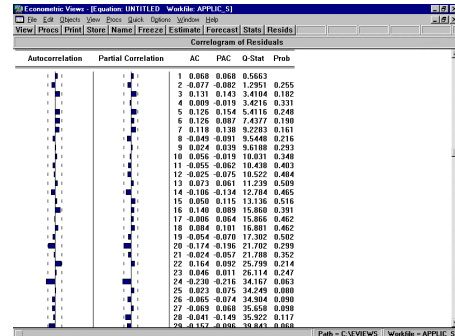 Econometric Views - [Equation: UNTITLED Workfile: APPLIC_S]
File Edit Objects View Procs Quick Options Window Help
View Procs Print Store Name Freeze Estimate Forecast Stats Resids
Correlogram of Residuals
Autocorrelation Partial Correlation AC PAC Q-Stat Prob
1 0.068 0.068 0.5663
2 -0.077 -0.082 1.2951 0.255
3 0.131 0.143 3.4104 0.182
4 0.009 -0.019 3.4216 0.331
5 0.126 0.154 5.4116 0.248
6 0.126 0.087 7.4377 0.190
7 0.118 0.138 9.2283 0.161
8 -0.049 -0.091 9.5448 0.216
9 0.024 0.039 9.6188 0.293
10 0.056 -0.019 10.031 0.348
11 -0.055 -0.062 10.438 0.403
12 -0.025 -0.075 10.522 0.484
13 0.073 0.061 11.239 0.509
14 -0.106 -0.134 12.784 0.465
15 0.050 0.115 13.136 0.516
16 0.140 0.089 15.860 0.391
17 -0.006 0.064 15.866 0.462
18 0.084 0.101 16.881 0.462
19 -0.054 -0.070 17.302 0.502
20 -0.174 -0.196 21.702 0.299
21 -0.024 -0.057 21.788 0.352
22 0.164 0.092 25.799 0.214
23 0.046 0.011 26.114 0.247
24 -0.230 -0.216 34.167 0.063
25 0.023 0.075 34.249 0.080
26 -0.065 -0.074 34.904 0.090
27 -0.069 0.068 35.658 0.098
28 -0.041 -0.149 35.922 0.117
29 -0.157 -0.096 39.843 0.068
Path = C:\EVIEWS Workfile = APPLIC_S